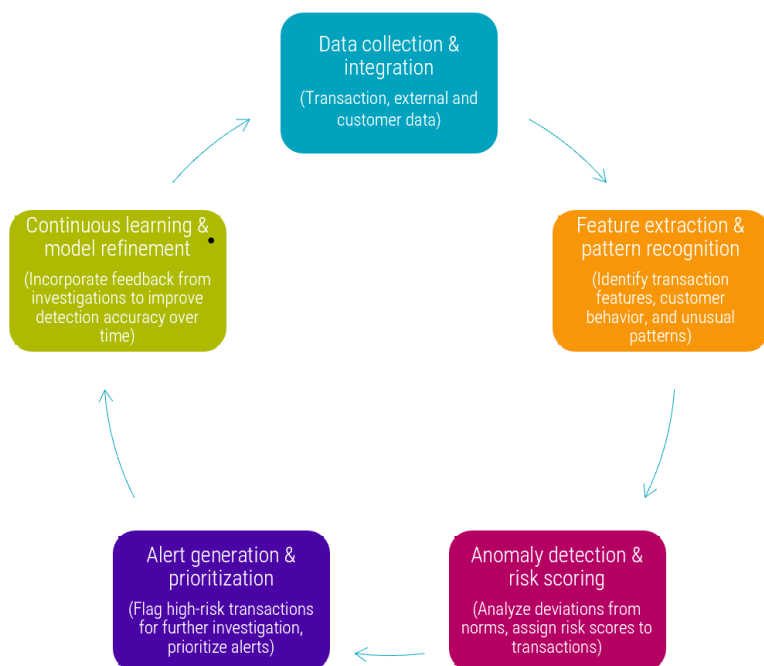 Data collection &
integration
(Transaction, external and
customer data)
Feature extraction &
pattern recognition
(Identify transaction
features, customer
behavior, and unusual
patterns)
Anomaly detection &
risk scoring
(Analyze deviations from
norms, assign risk scores to
transactions)
Alert generation &
prioritization
(Flag high-risk transactions
for further investigation,
prioritize alerts)
Continuous learning &
model refinement
(Incorporate feedback from
investigations to improve
detection accuracy over
time)